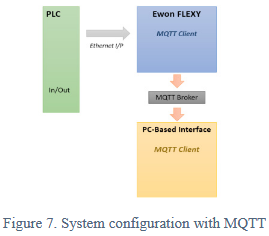 PLC
Ewon FLEXY
MQTT Client
Ethernet I/P
In/Out
MQTT Broker
PC-Based Interface
MQTT Client
Figure 7. System configuration with MQTT